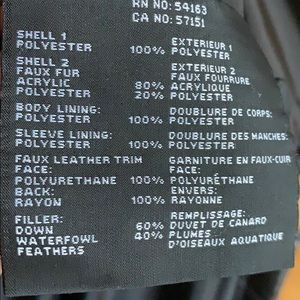 RN NO: 54163
CA NO: 57151
SHELL 1 EXTERIEUR 1
POLYESTER 100% POLYESTER
SHELL 2 EXTERIEUR 2
FAUX FUR FAUX FOURRURE
ACRYLIC 80% ACRYLIQUE
POLYESTER 20% POLYESTER
BODY LINING: DOUBLURE DE CORPS:
POLYESTER 100% POLYESTER
SLEEVE LINING: DOUBLURE DES MANCHES:
POLYESTER 100% POLYESTER
FAUX LEATHER TRIM GARNITURE EN FAUX-CUIR
FACE: FACE:
POLYURETHANE 100% POLYURÉTHANE
BACK: ENVERS:
RAYON 100% RAYONNE
FILLER: REMPLISSAGE:
DOWN 60% DUVET DE CANARD
WATERFOWL 40% PLUMES
FEATHERS D'OISEAUX AQUATIQUE